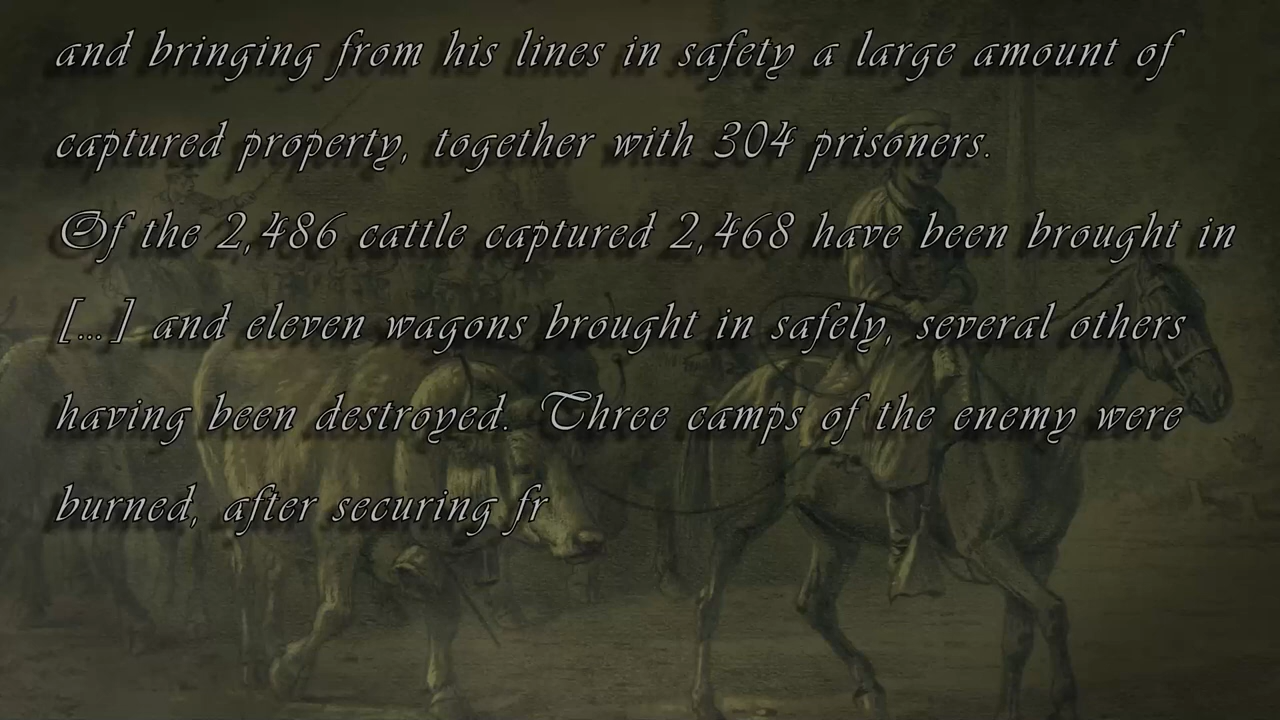 and bringing from his lines in safety a large amount of
captured property, together with 304 prisoners.
Of the 2,486 cattle captured 2,468 have been brought in
[...] and eleven wagons brought in safely, several others
having been destroyed. Three camps of the enemy were
burned, after securing fr